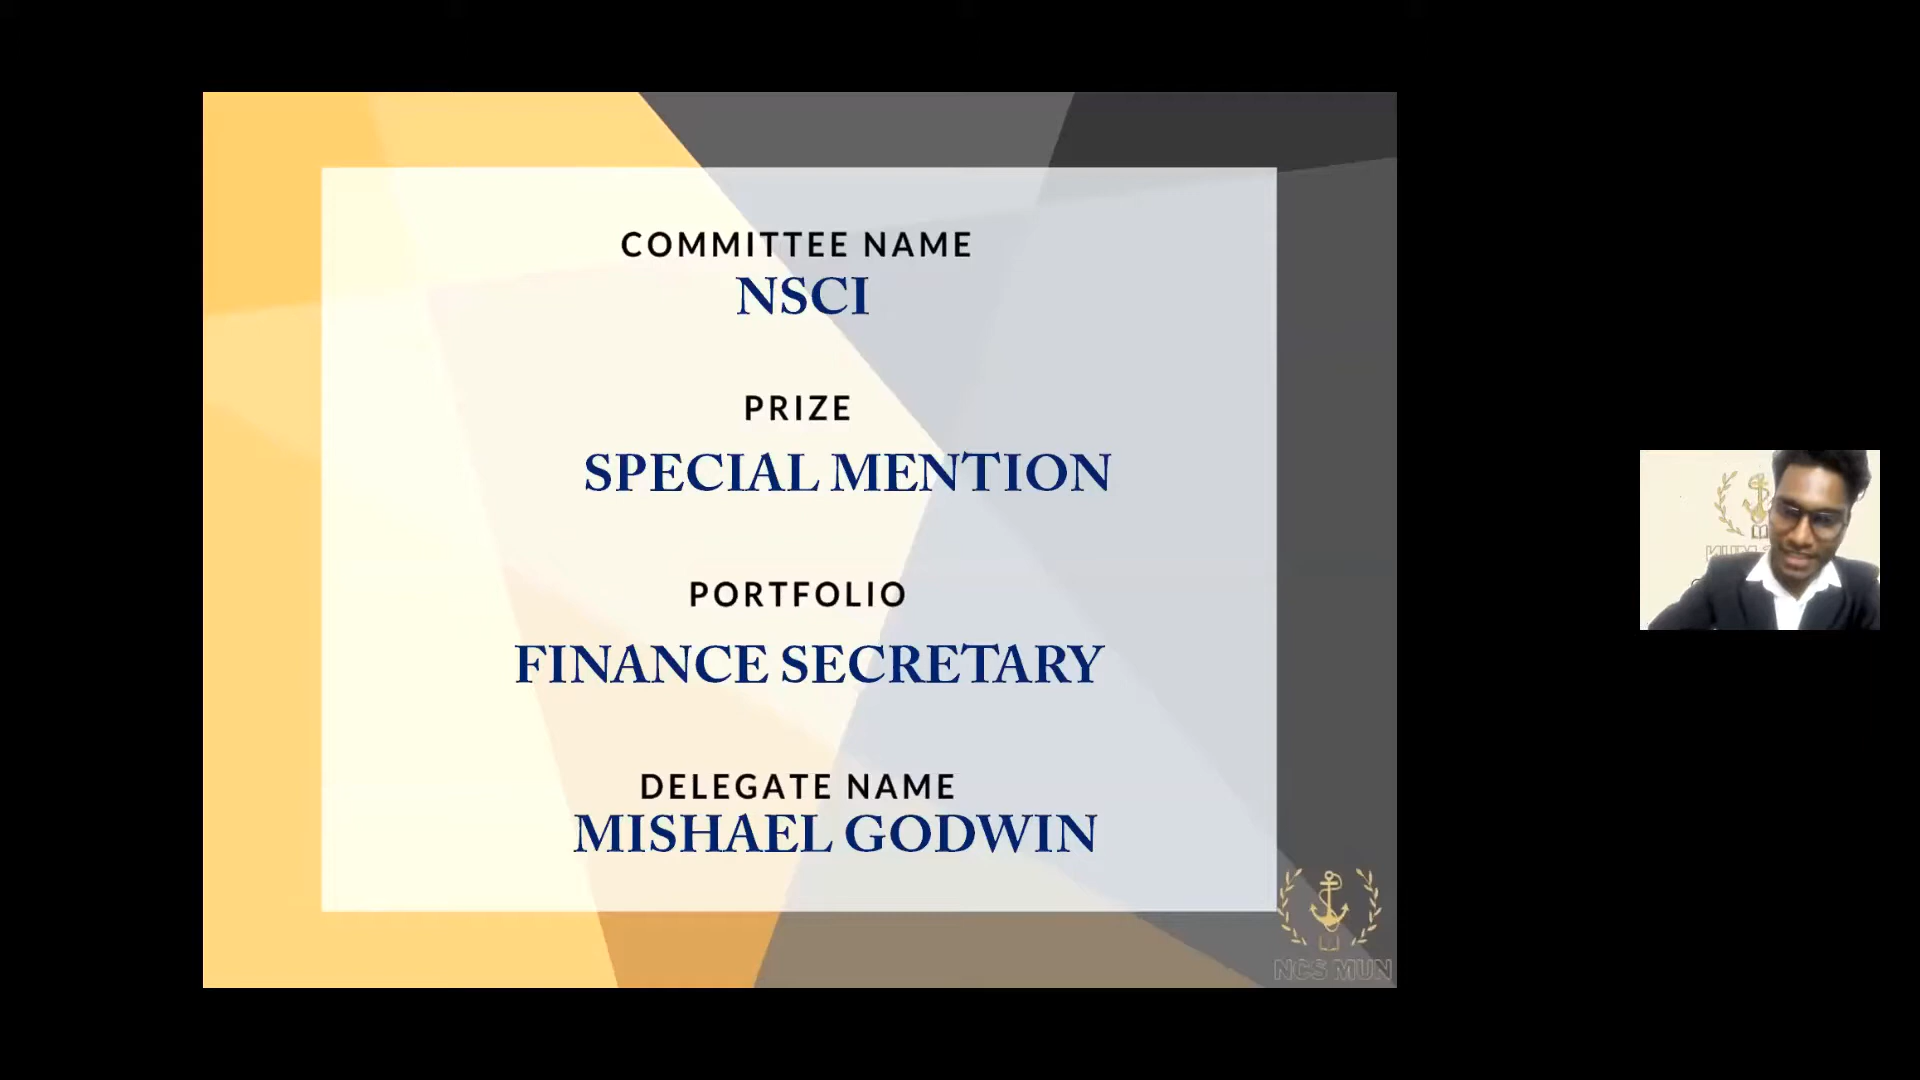 COMMITTEE NAME
NSCI
PRIZE
SPECIAL MENTION
PORTFOLIO
FINANCE SECRETARY
DELEGATE NAME
MISHAEL GODWIN
NCS MUN